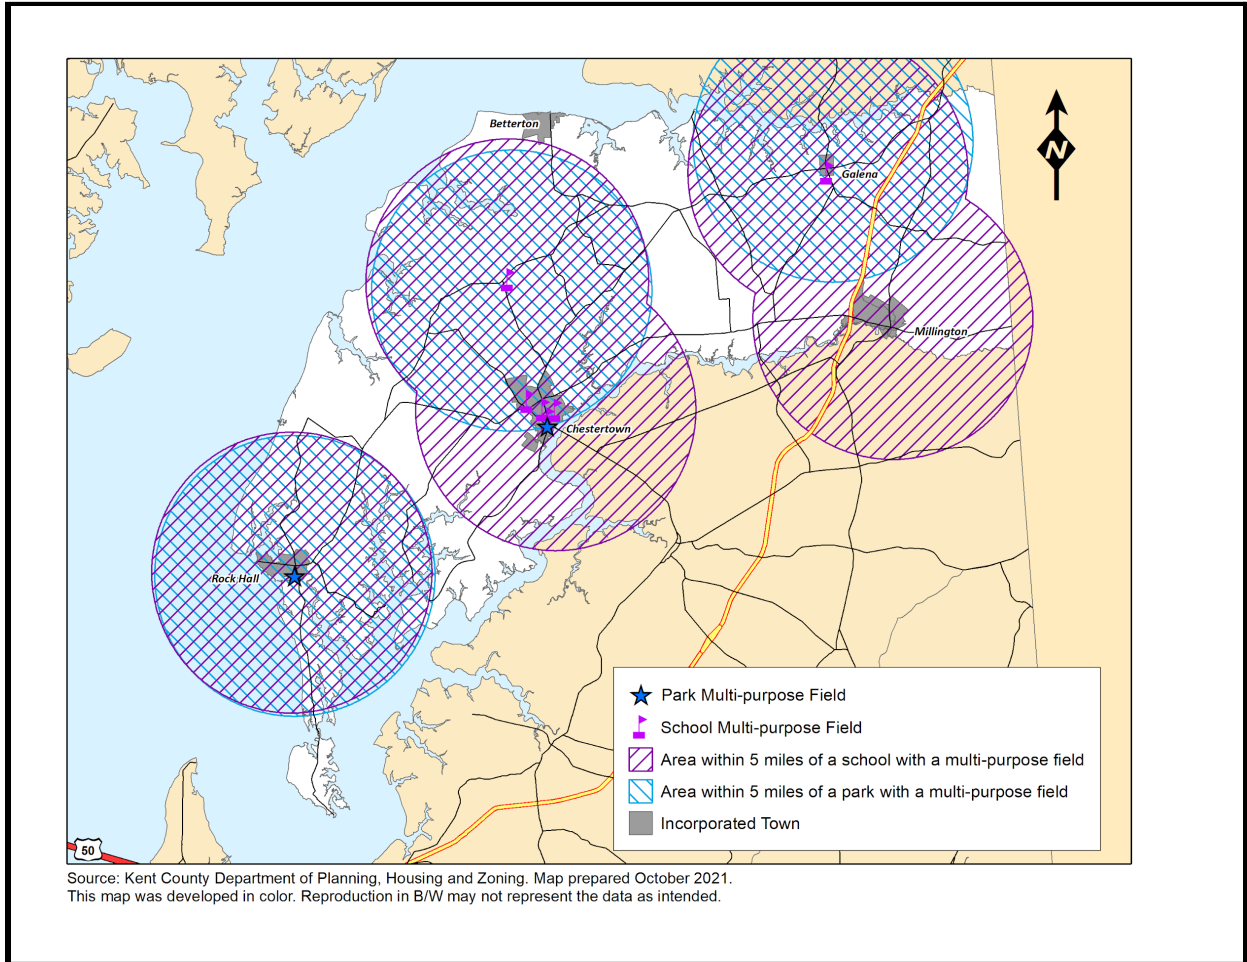 Betterton
Galena
N
Millington
Chestertown
Rock Hall
Park Multi-purpose Field
School Multi-purpose Field
Area within 5 miles of a school with a multi-purpose field
Area within 5 miles of a park with a multi-purpose field
Incorporated Town
50
Source: Kent County Department of Planning, Housing and Zoning. Map prepared October 2021.
This map was developed in color. Reproduction in B/W may not represent the data as intended.